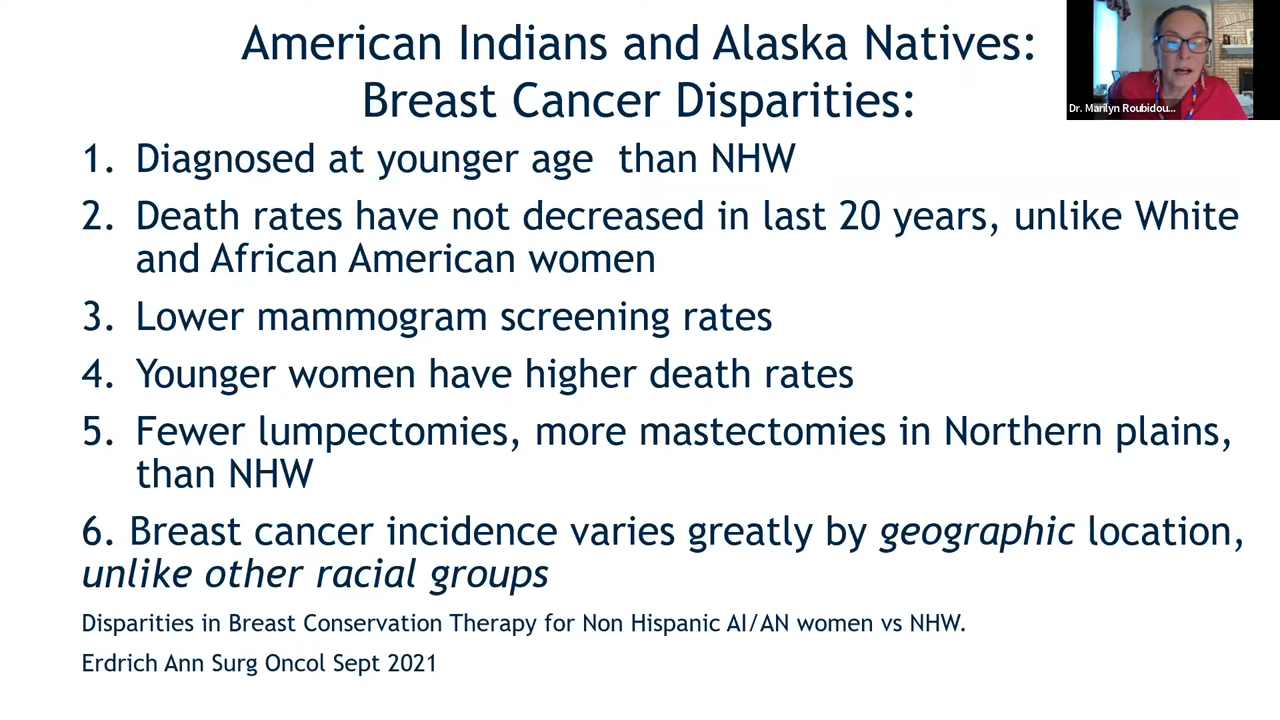 American Indians and Alaska Natives:
Breast Cancer Disparities:
Dr. Marilyn Roubidou...
1. Diagnosed at younger age  than NHW
2. Death rates have not decreased in last 20 years, unlike White
and African American women
3. Lower mammogram screening rates
4. Younger women have higher death rates
5. Fewer lumpectomies, more mastectomies in Northern plains,
than NHW
6. Breast cancer incidence varies greatly by geographic location,
unlike other racial groups
Disparities in Breast Conservation Therapy for Non Hispanic AI/AN women vs NHW.
Erdrich Ann Surg Oncol Sept 2021